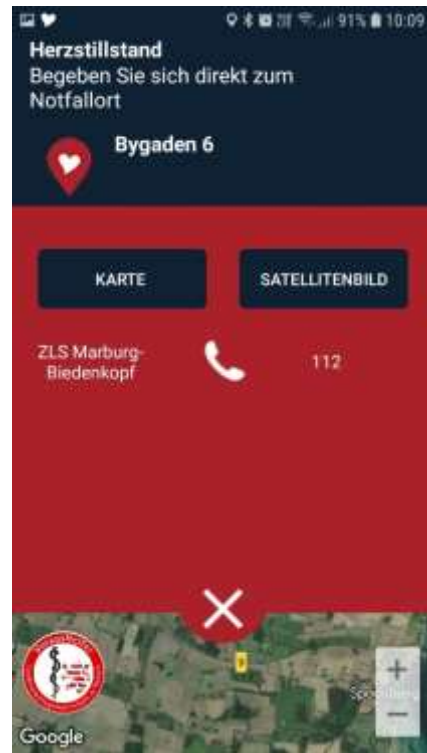 91% 10:09
Herzstillstand
Begeben Sie sich direkt zum
Notfallort
Bygaden 6
KARTE
SATELLITENBILD
ZLS Marburg-
Biedenkopf
112
+
−
Google